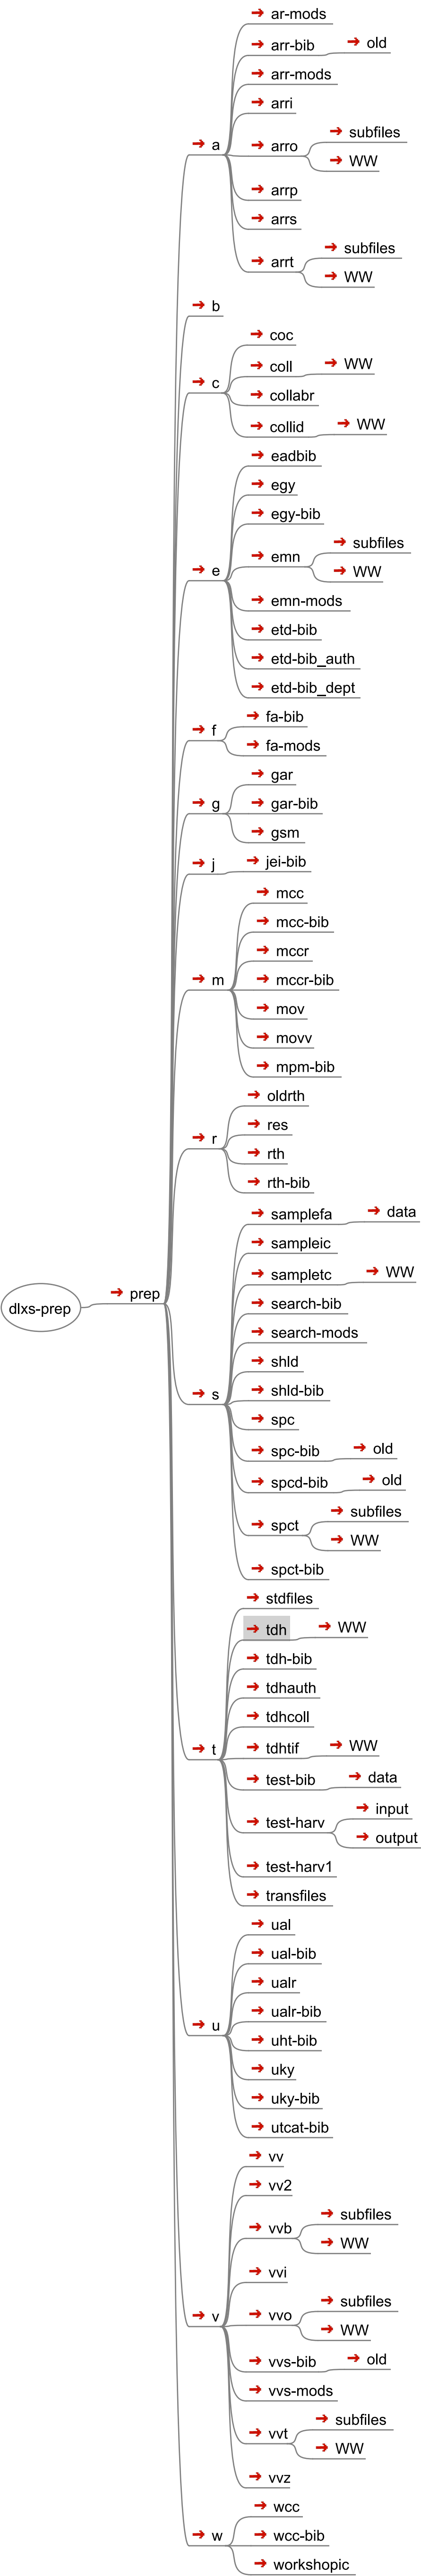 ar-mods
arr-bib
old
arr-mods
arri
arro
subfiles
WW
a
arrp
arrs
arrt
subfiles
WW
b
coc
coll
WW
c
collabr
collid
WW
eadbib
egy
egy-bib
emn
subfiles
WW
e
emn-mods
etd-bib
etd-bib_auth
etd-bib_dept
fa-bib
f
fa-mods
gar
g
gar-bib
gsm
j
jei-bib
mcc
mcc-bib
mccr
m
mccr-bib
mov
movv
mpm-bib
oldrth
res
r
rth
rth-bib
samplefa
data
sampleic
sampletc
WW
dlxs-prep
prep
search-bib
search-mods
shld
s
shld-bib
spc
spc-bib
old
spcd-bib
old
spct
subfiles
WW
spct-bib
stdfiles
tdh
WW
tdh-bib
tdhauth
tdhcoll
t
tdhtif
WW
test-bib
data
test-harv
input
output
test-harv1
transfiles
ual
ual-bib
ualr
ualr-bib
u
uht-bib
uky
uky-bib
utcat-bib
vv
vv2
vvb
subfiles
WW
vvi
v
vvo
subfiles
WW
vvs-bib
old
vvs-mods
vvt
subfiles
WW
vvz
wcc
w
wcc-bib
workshopic